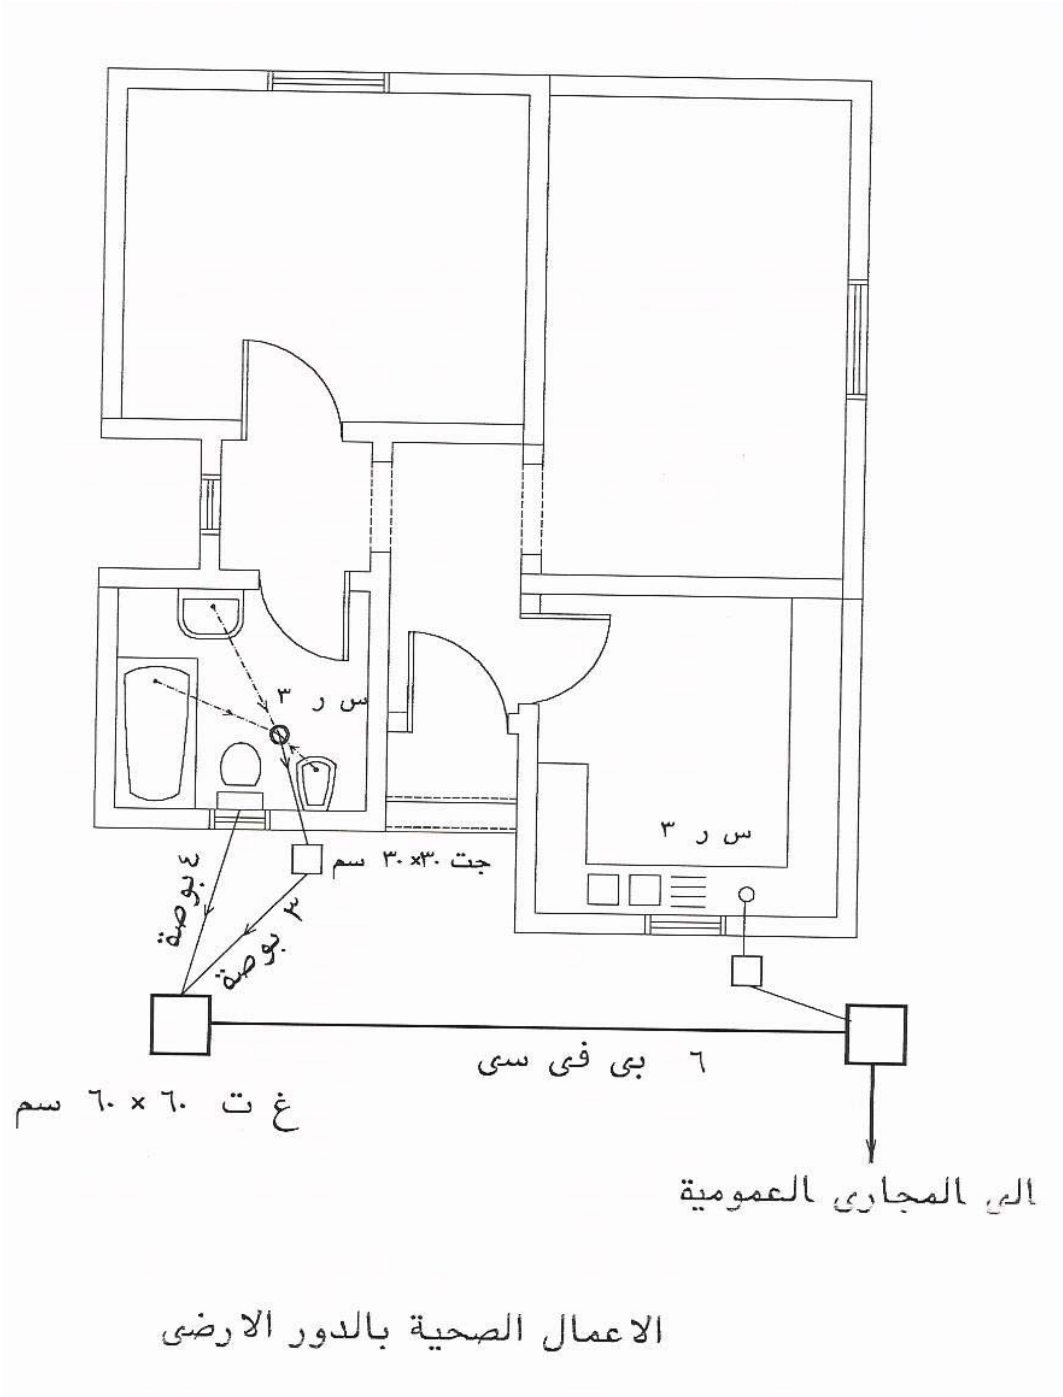 س ر ٣
س ر ٣
جت ٣٠×٣٠ سم
٤ بوصة
٣ بوصة
٦ بى فى سى
غ ت ٦٠ × ٦٠ سم
الى المجارى العمومية
الاعمال الصحية بالدور الارضى